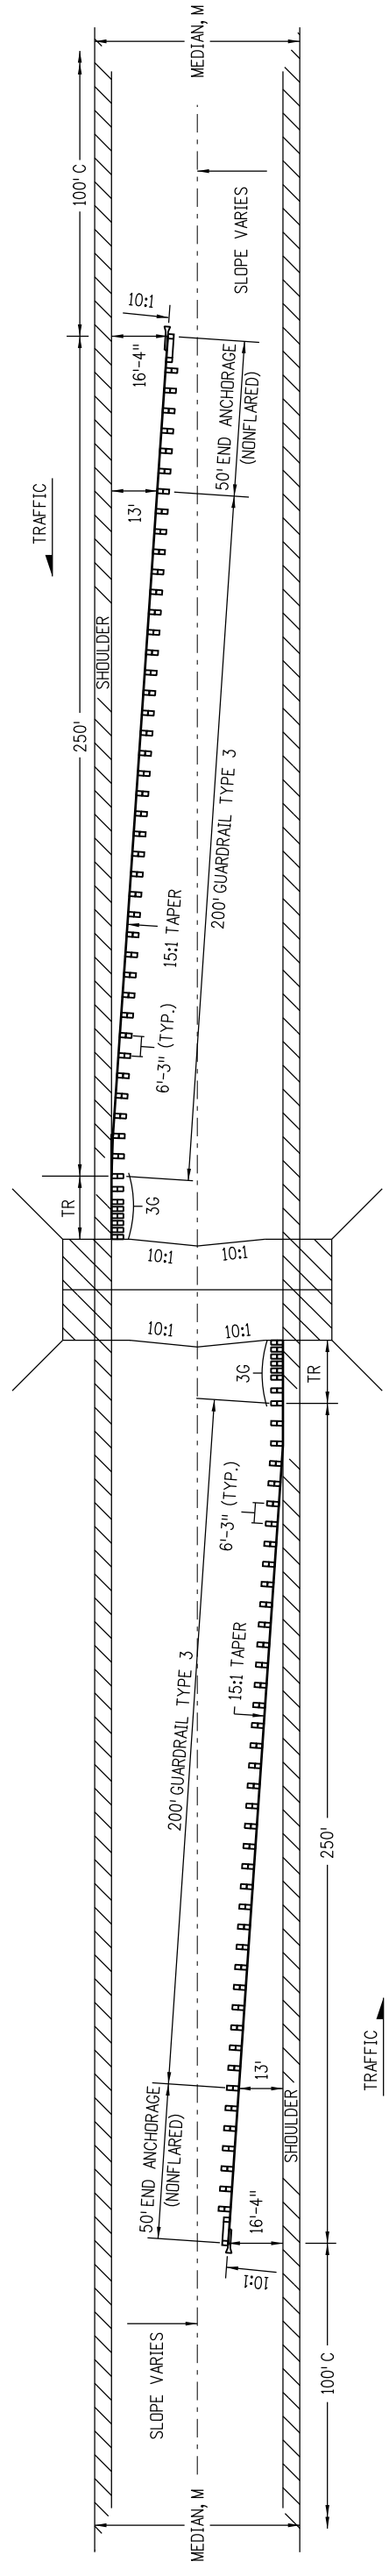 MEDIAN, M
100' C
SLOPE VARIES
10:1
16'-4"
50' END ANCHORAGE
(NONFLARED)
TRAFFIC
13'
SHOULDER
250'
200' GUARDRAIL TYPE 3
15:1 TAPER
6'-3" (TYP.)
TR
3G
10:1
10:1
10:1
10:1
3G
TR
6'-3" (TYP.)
15:1 TAPER
200' GUARDRAIL TYPE 3
250'
13'
TRAFFIC
SHOULDER
50' END ANCHORAGE
(NONFLARED)
16'-4"
10:1
SLOPE VARIES
100' C
MEDIAN, M